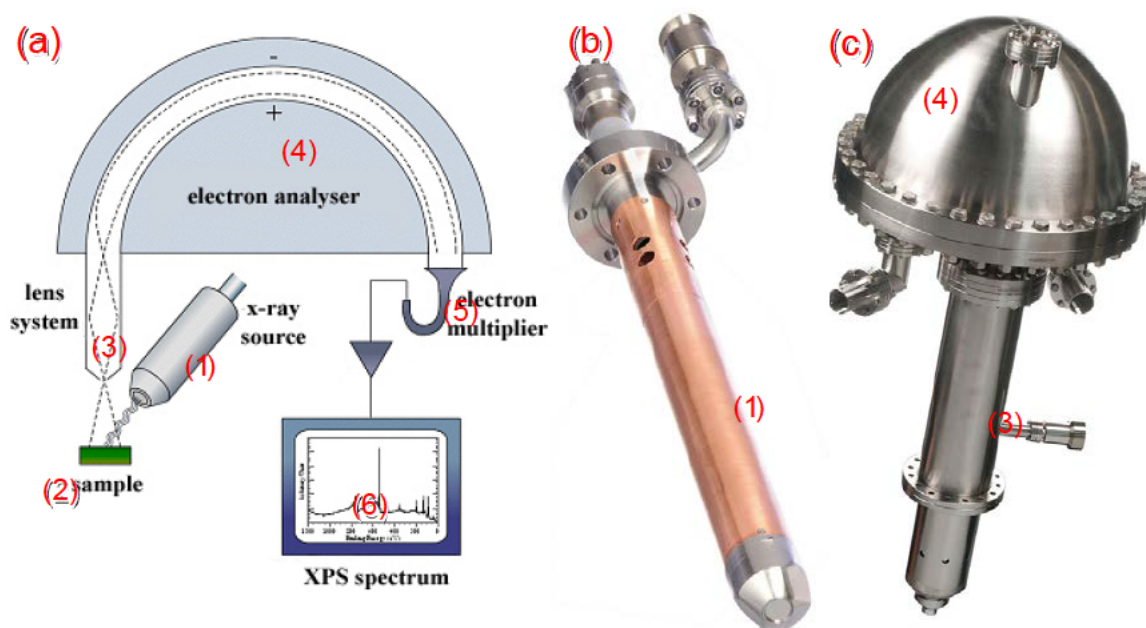 (a)
-
+
(4)
electron analyser
lens
system
x-ray
source
(3)
(1)
(5)
electron
multiplier
(2)
sample
(6)
XPS spectrum
(b)
(1)
(c)
(4)
(3)